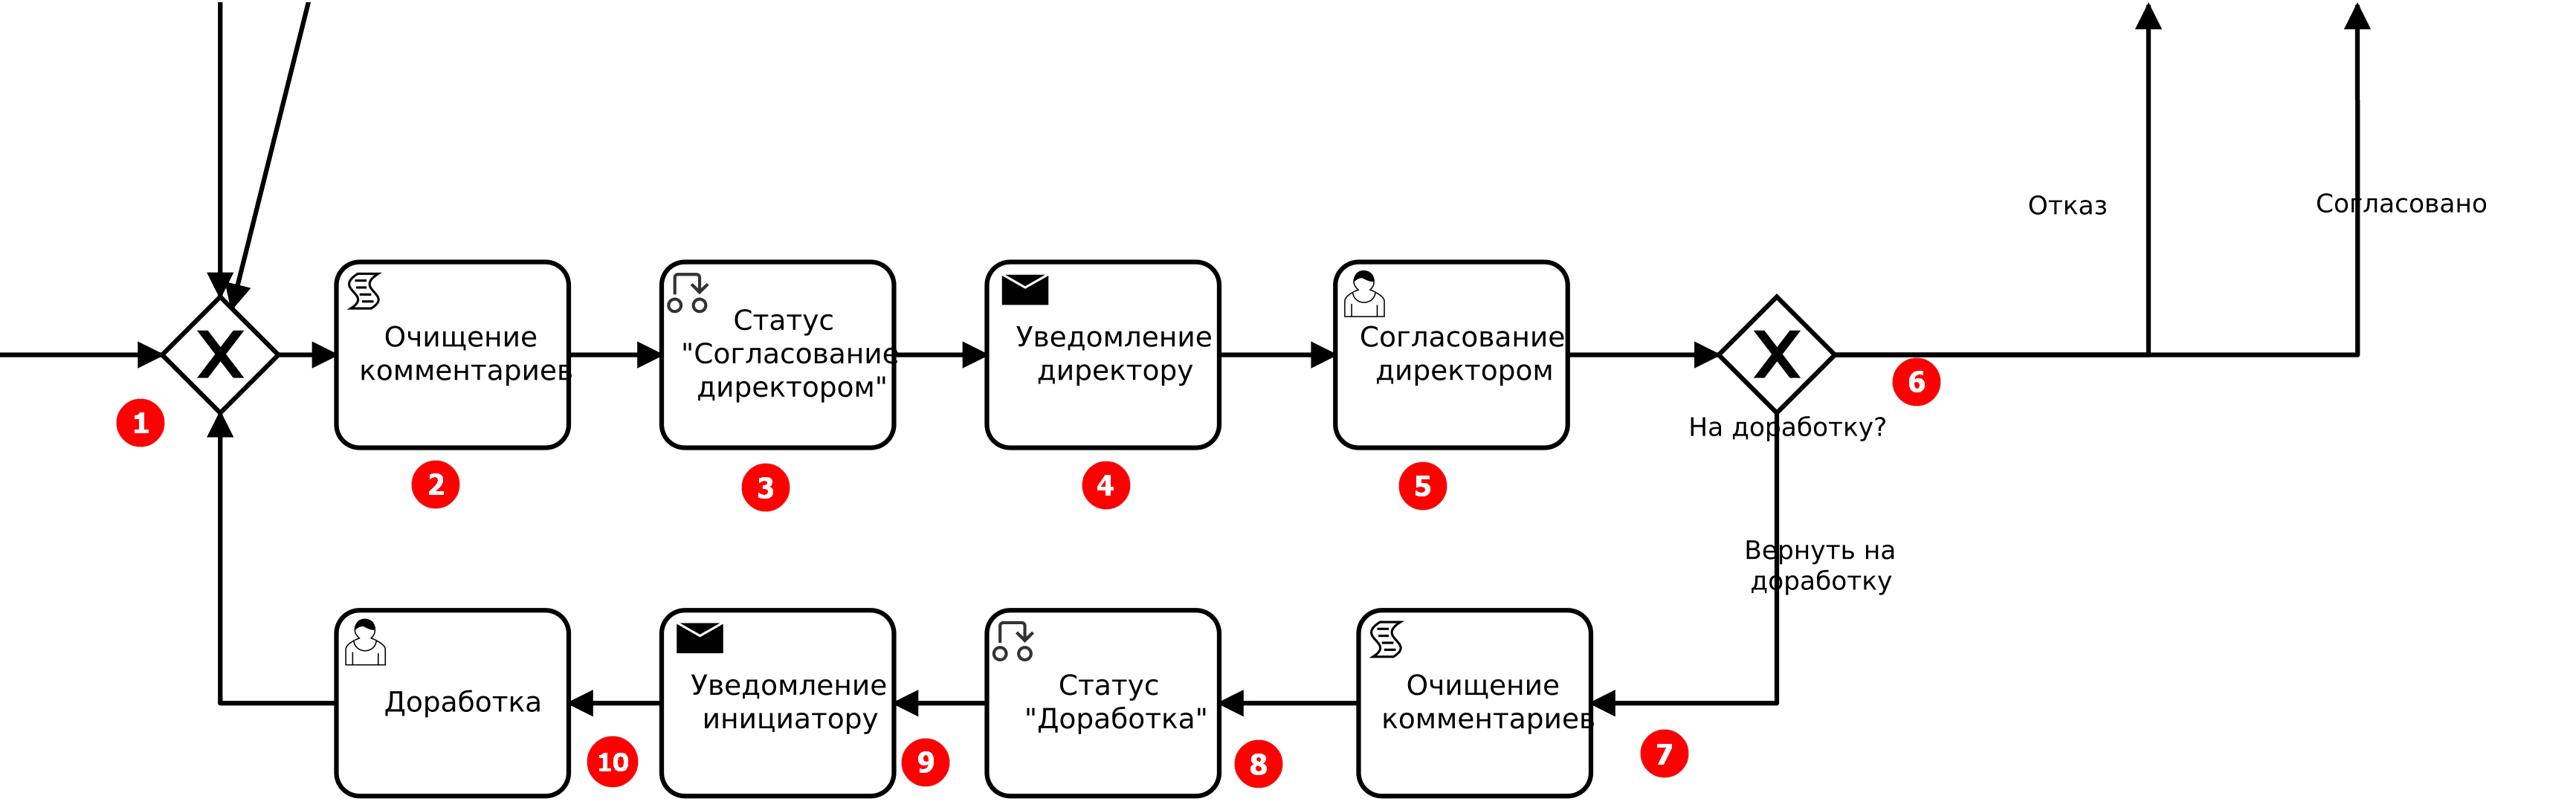 Отказ
Согласовано
Очищение
комментариев
Статус
"Согласование
директором"
Уведомление
директору
Согласование
директором
X
X
1
2
3
4
5
6
На доработку?
Вернуть на
доработку
Доработка
Уведомление
инициатору
Статус
"Доработка"
Очищение
комментариев
10
9
8
7